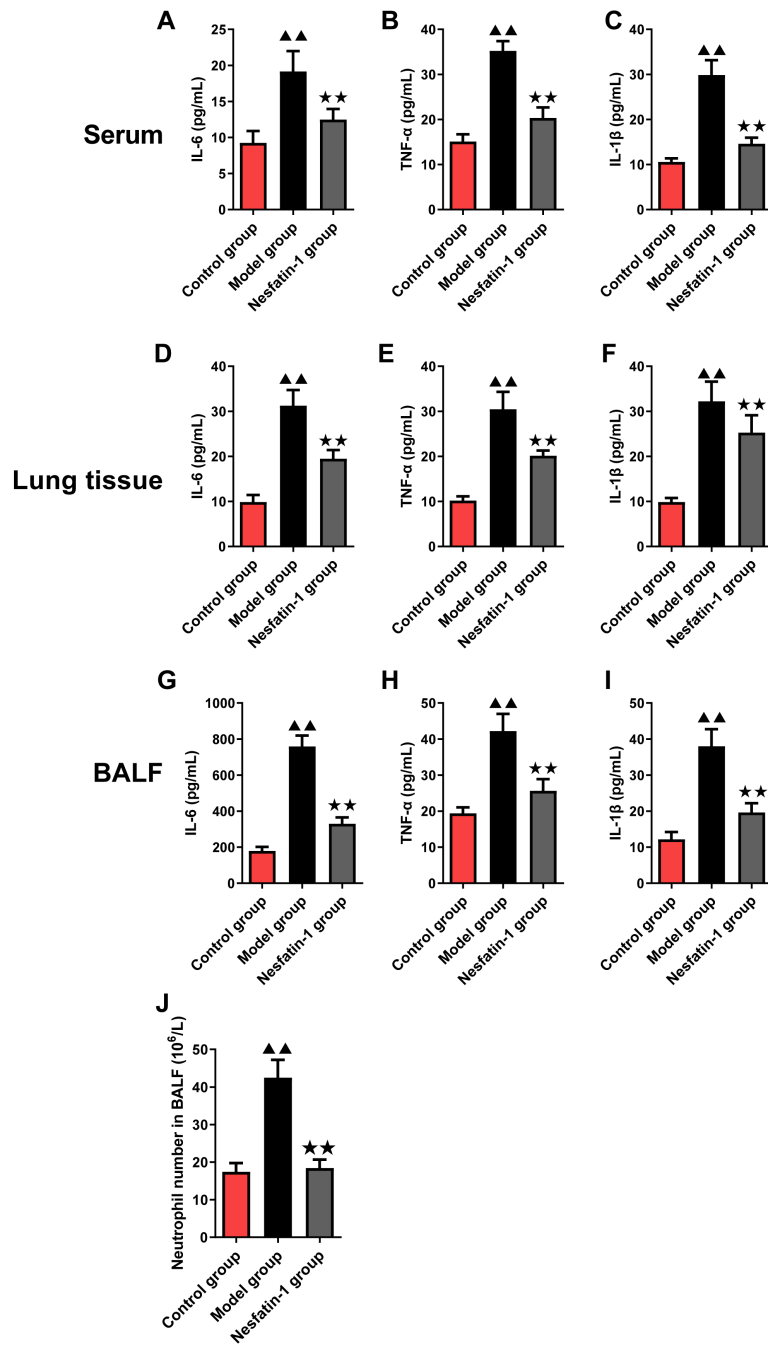 A
B
C
Serum
IL-6 (pg/mL)
25
20
15
10
5
0
▲▲
★★
Control group
Model group
Nesfatin-1 group
TNF-α (pg/mL)
40
30
20
10
0
▲▲
★★
Control group
Model group
Nesfatin-1 group
IL-1β (pg/mL)
40
30
20
10
0
▲▲
★★
Control group
Model group
Nesfatin-1 group
D
E
F
Lung tissue
IL-6 (pg/mL)
40
30
20
10
0
▲▲
★★
Control group
Model group
Nesfatin-1 group
TNF-α (pg/mL)
40
30
20
10
0
▲▲
★★
Control group
Model group
Nesfatin-1 group
IL-1β (pg/mL)
40
30
20
10
0
▲▲
★★
Control group
Model group
Nesfatin-1 group
G
H
I
BALF
IL-6 (pg/mL)
1000
800
600
400
200
0
▲▲
★★
Control group
Model group
Nesfatin-1 group
TNF-α (pg/mL)
50
40
30
20
10
0
▲▲
★★
Control group
Model group
Nesfatin-1 group
IL-1β (pg/mL)
50
40
30
20
10
0
▲▲
★★
Control group
Model group
Nesfatin-1 group
J
Neutrophil number in BALF (10⁶/L)
50
40
30
20
10
0
▲▲
★★
Control group
Model group
Nesfatin-1 group